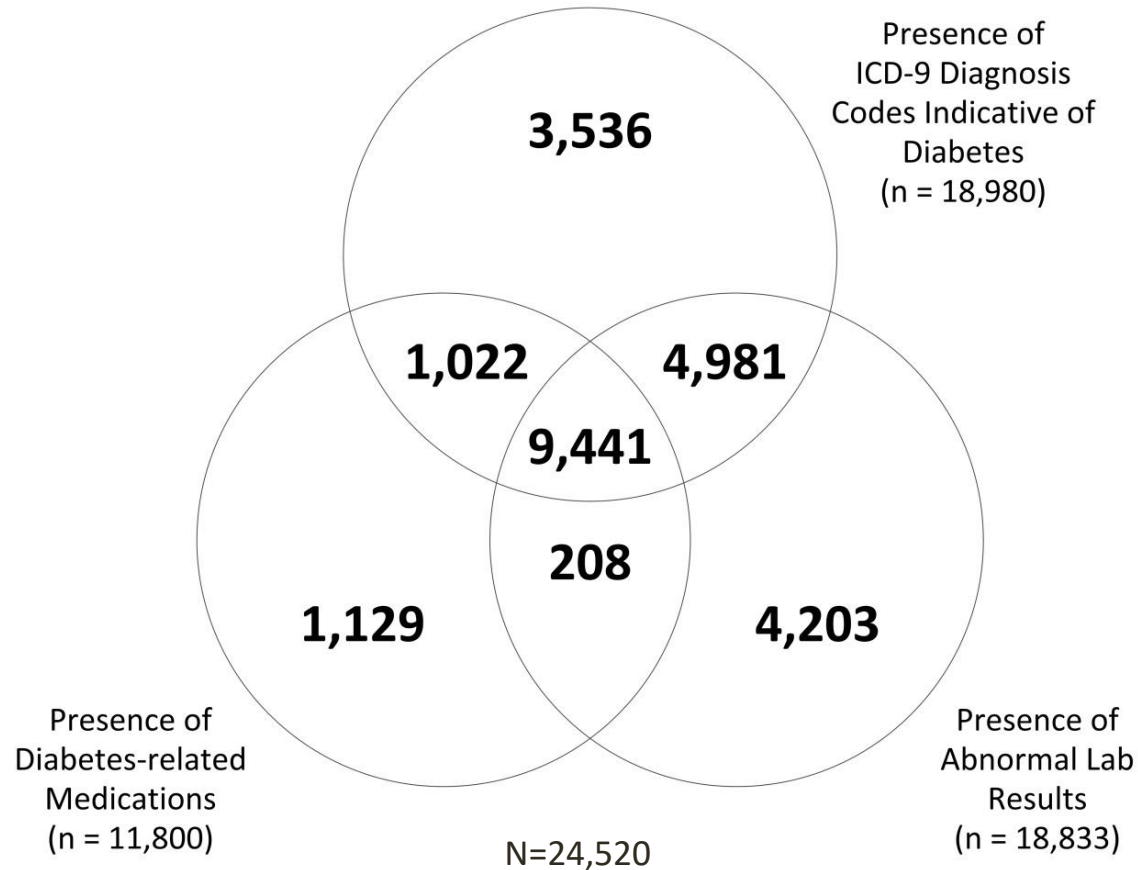 Presence of
ICD-9 Diagnosis
Codes Indicative of
Diabetes
(n = 18,980)
3,536
1,022
4,981
9,441
208
1,129
4,203
Presence of
Diabetes-related
Medications
(n = 11,800)
Presence of
Abnormal Lab
Results
(n = 18,833)
N=24,520